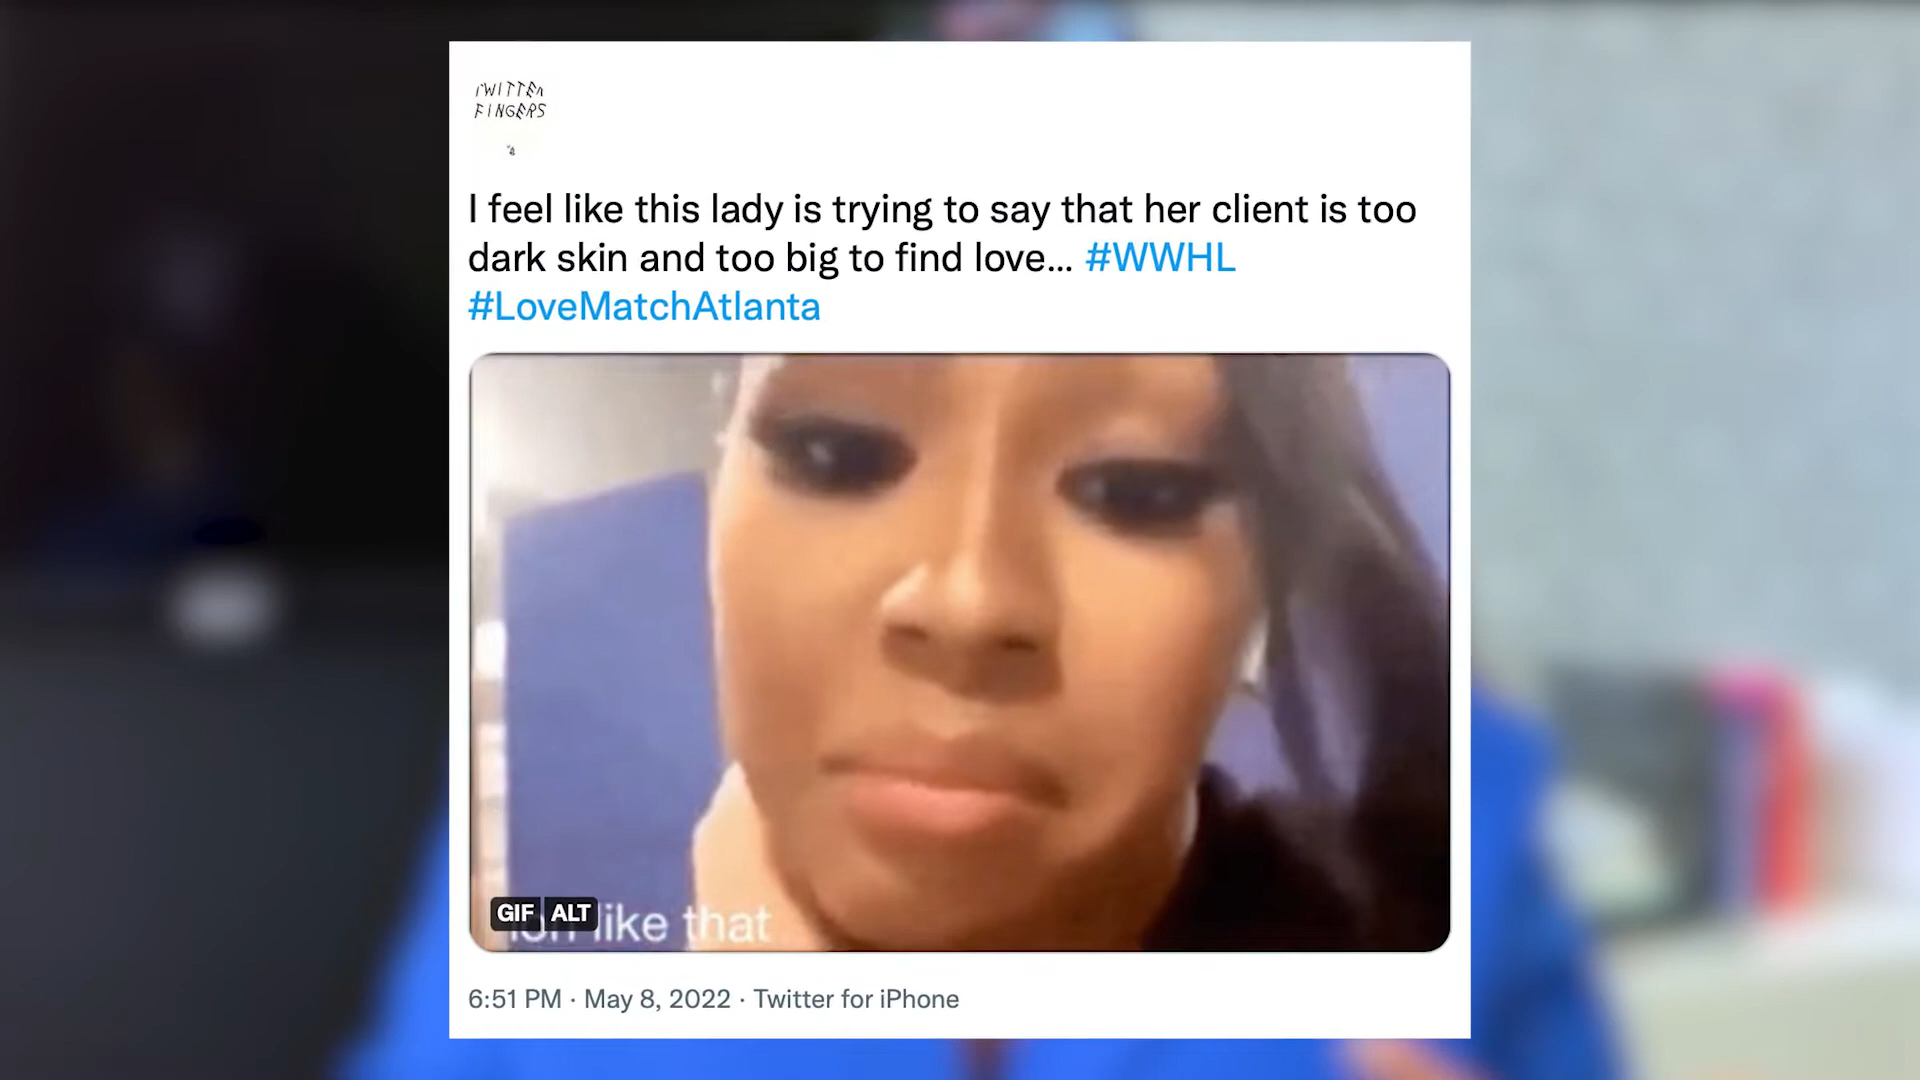 TWITTER
FINGERS
I feel like this lady is trying to say that her client is too
dark skin and too big to find love... #WWHL
#LoveMatchAtlanta
GIF ALT like that
6:51 PM · May 8, 2022 · Twitter for iPhone